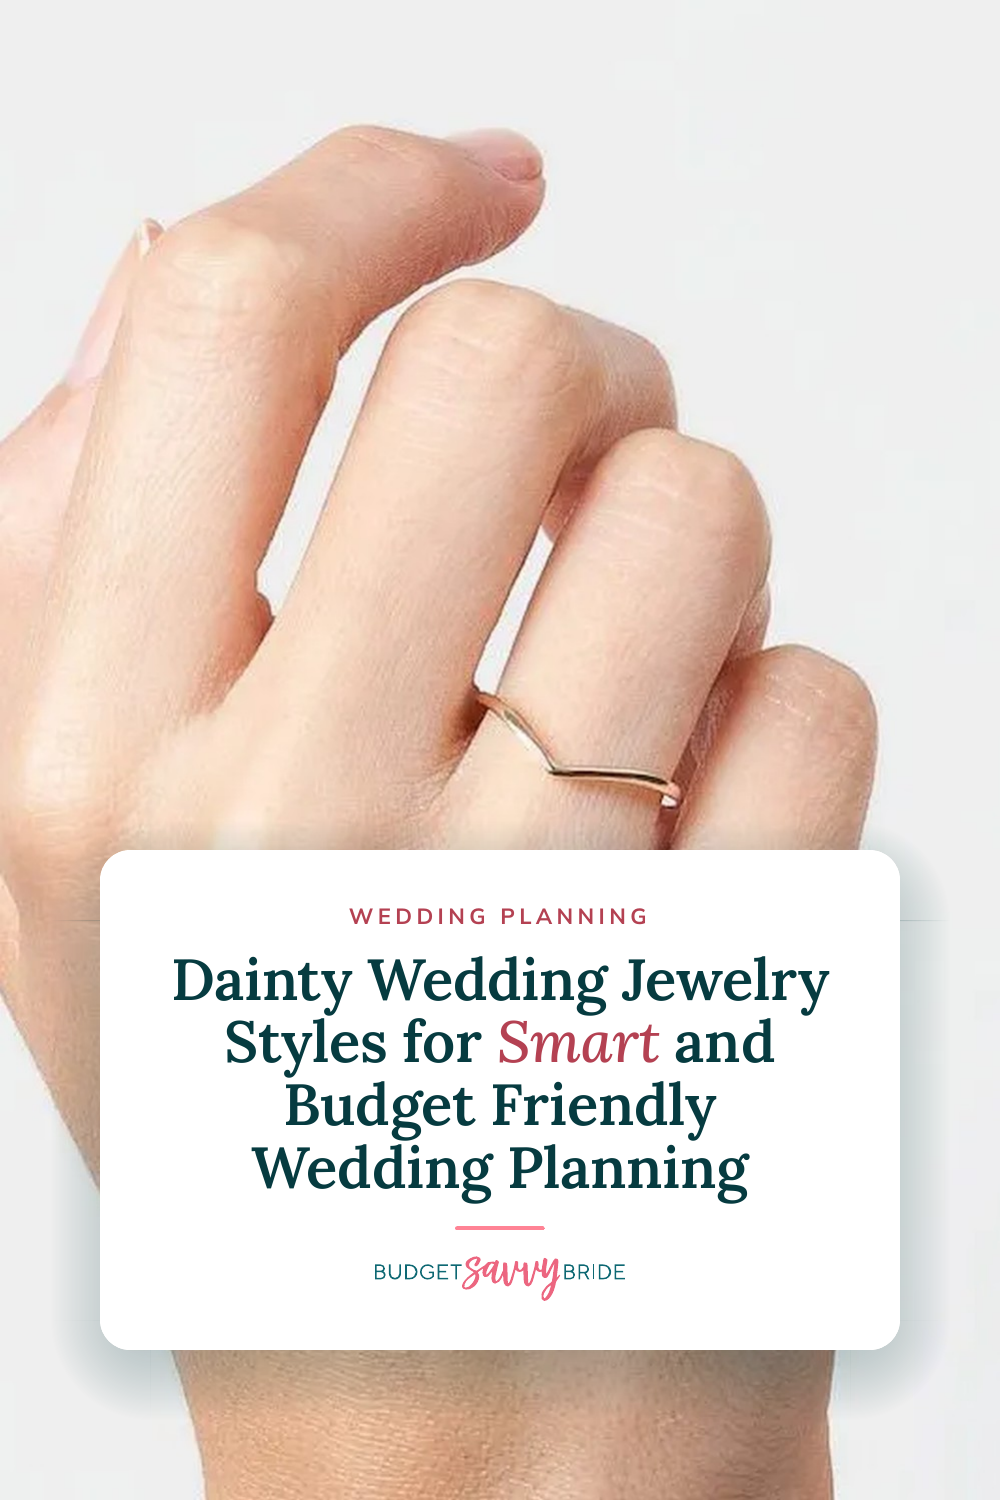 WEDDING PLANNING
Dainty Wedding Jewelry
Styles for Smart and
Budget Friendly
Wedding Planning
BUDGET savvy BRIDE